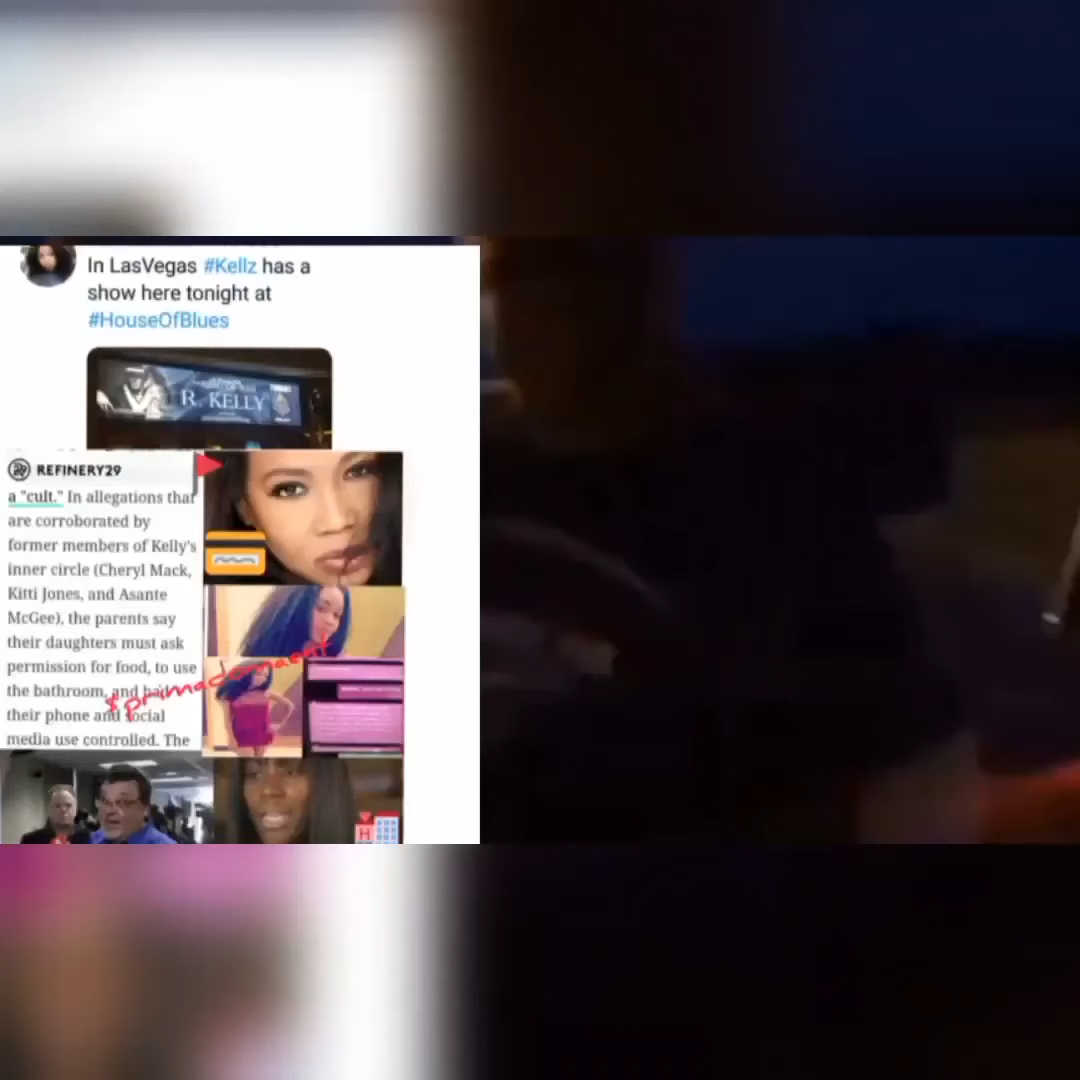 In LasVegas #Kellz has a
show here tonight at
#HouseOfBlues
R. KELLY
REFINERY29
a "cult." In allegations that
are corroborated by
former members of Kelly's
inner circle (Cheryl Mack,
Kitti Jones, and Asante
McGee), the parents say
their daughters must ask
permission for food, to use
the bathroom, and had
their phone and social
media use controlled. The
H